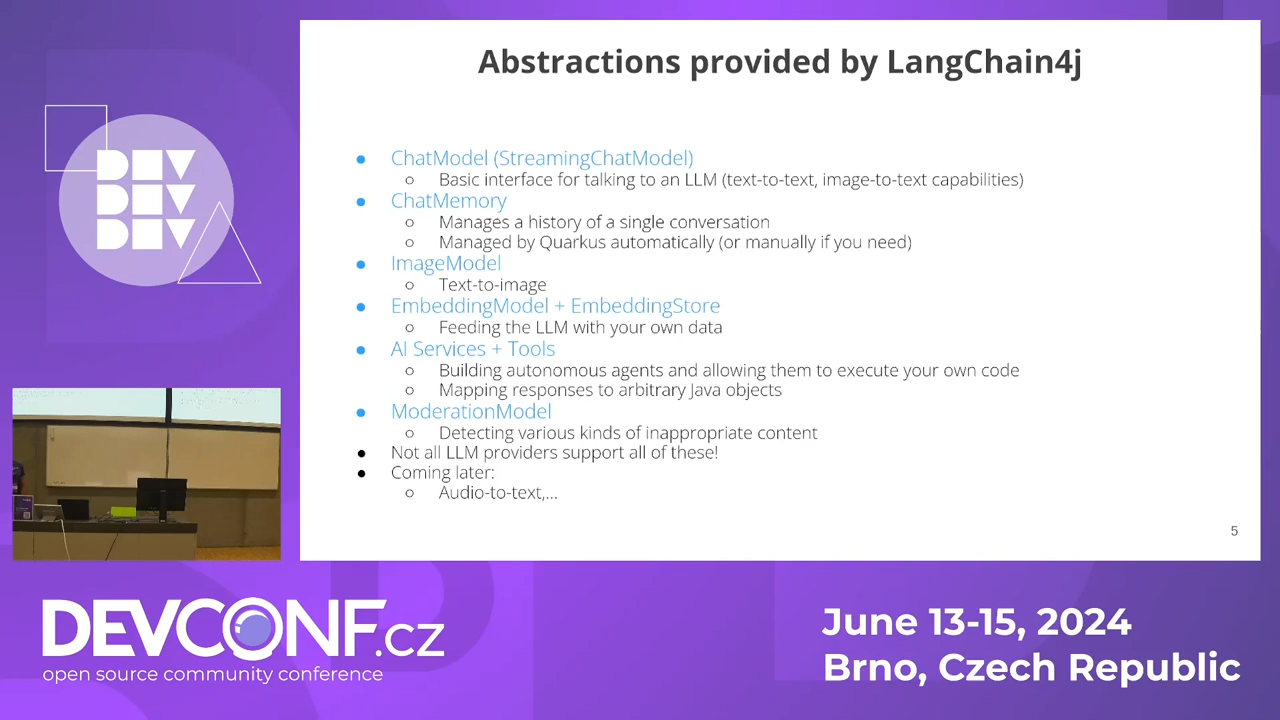 Abstractions provided by LangChain4j
● ChatModel (StreamingChatModel)
○ Basic interface for talking to an LLM (text-to-text, image-to-text capabilities)
● ChatMemory
○ Manages a history of a single conversation
○ Managed by Quarkus automatically (or manually if you need)
● ImageModel
○ Text-to-image
● EmbeddingModel + EmbeddingStore
○ Feeding the LLM with your own data
● AI Services + Tools
○ Building autonomous agents and allowing them to execute your own code
○ Mapping responses to arbitrary Java objects
● ModerationModel
○ Detecting various kinds of inappropriate content
● Not all LLM providers support all of these!
● Coming later:
○ Audio-to-text,...
5
DEV
DEV
DEV
DEVCONF.cz
open source community conference
June 13-15, 2024
Brno, Czech Republic